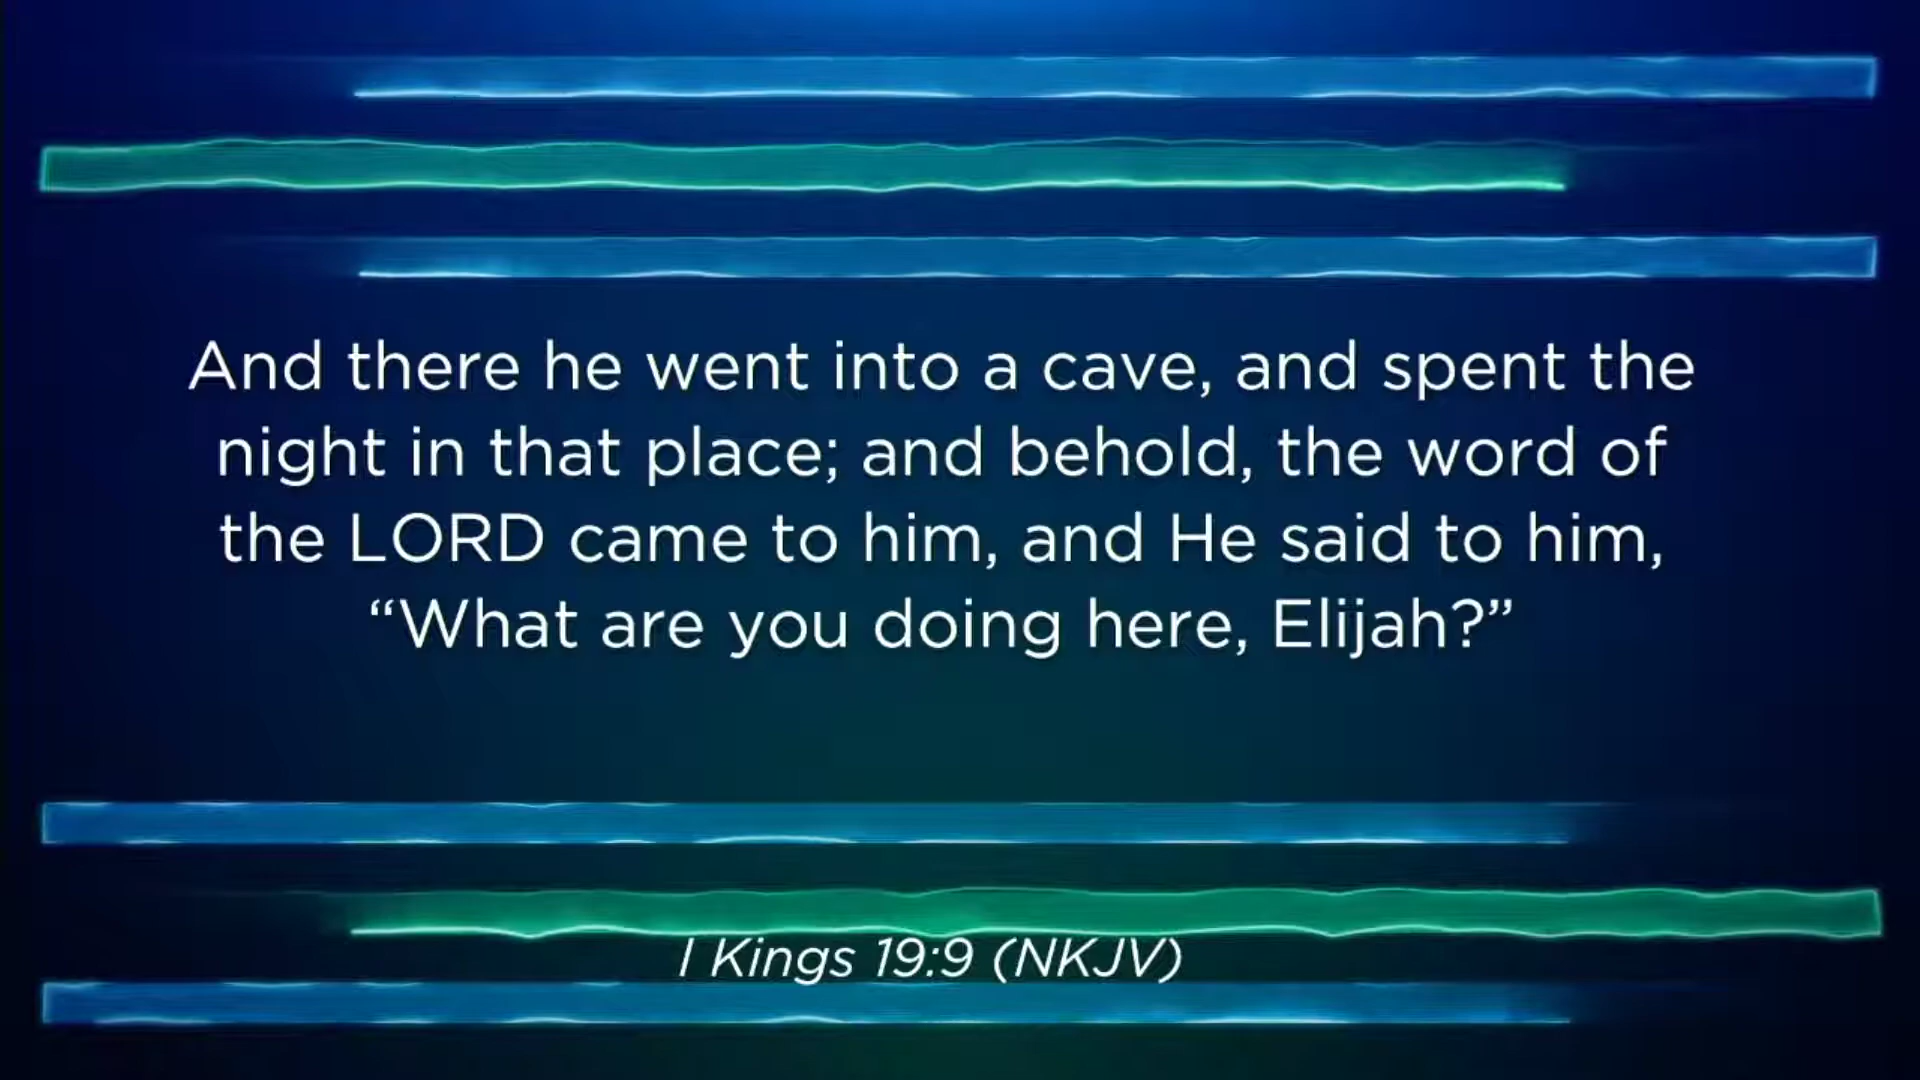 And there he went into a cave, and spent the
night in that place; and behold, the word of
the LORD came to him, and He said to him,
“What are you doing here, Elijah?”
I Kings 19:9 (NKJV)